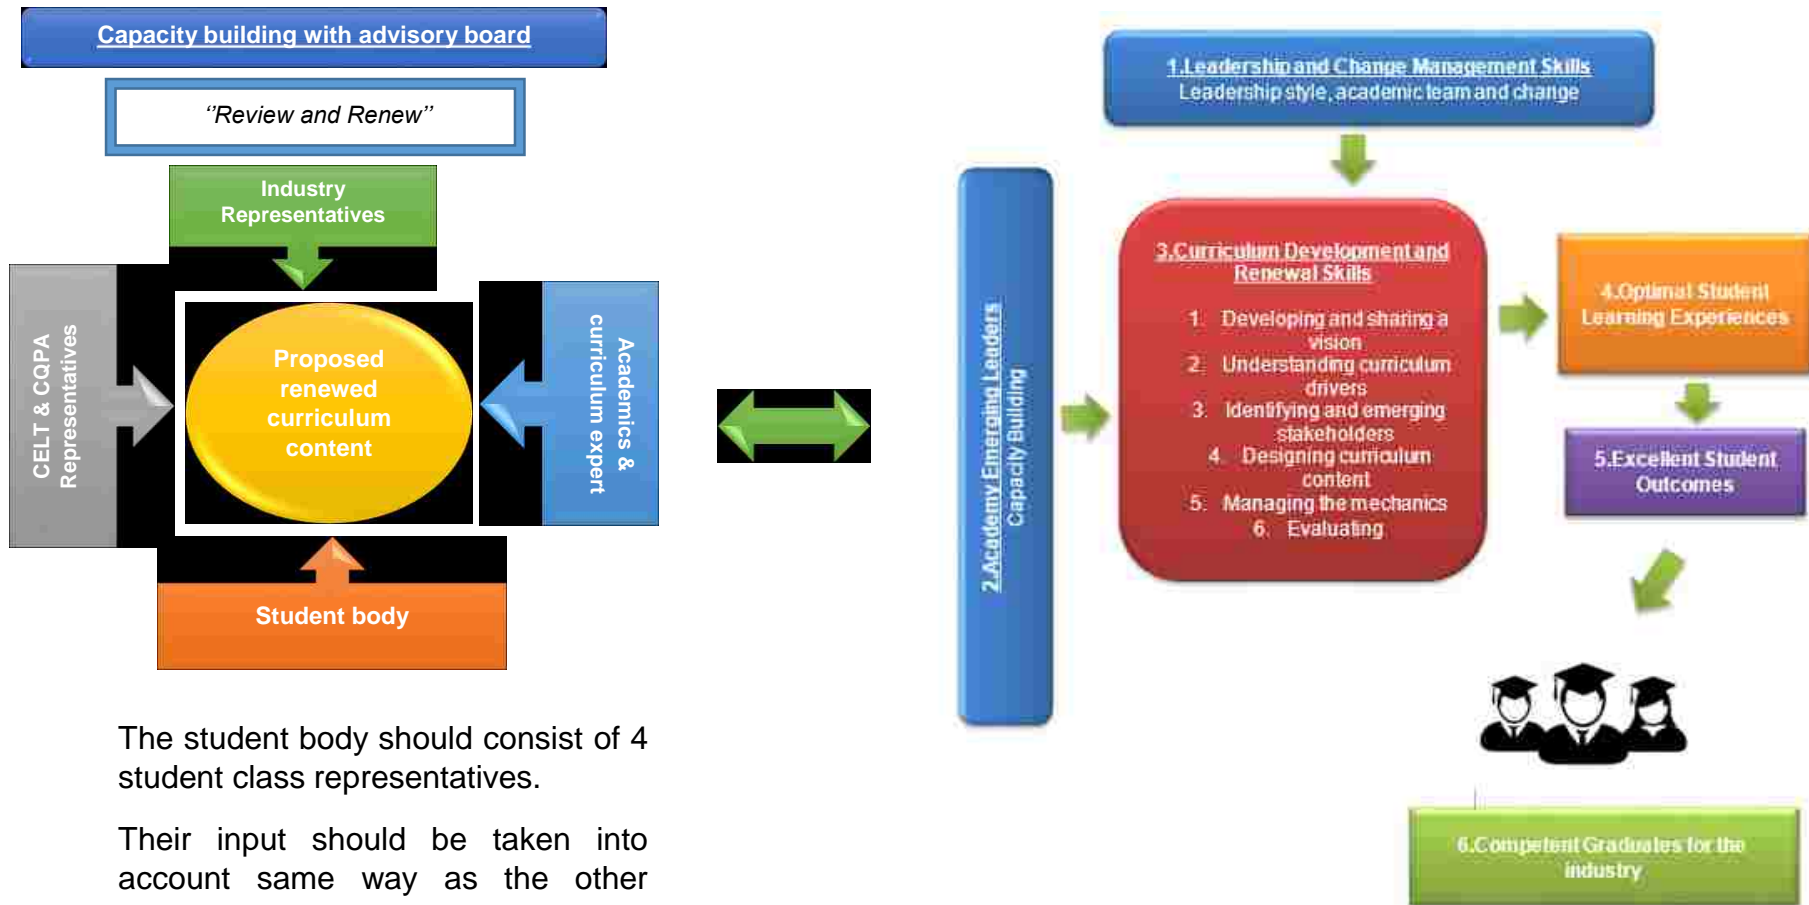 Capacity building with advisory board
‘’Review and Renew’’
Industry
Representatives
CELT & CQPA
Representatives
Proposed
renewed
curriculum
content
Academics &
curriculum expert
Student body
The student body should consist of 4
student class representatives.
Their input should be taken into
account same way as the other
1.Leadership and Change Management Skills
Leadership style, academic team and change
2.Academy Emerging Leaders
Capacity Building
3.Curriculum Development and
Renewal Skills
1. Developing and sharing a
vision
2. Understanding curriculum
drivers
3. Identifying and emerging
stakeholders
4. Designing curriculum
content
5. Managing the mechanics
6. Evaluating
4.Optimal Student
Learning Experiences
5.Excellent Student
Outcomes
6.Competent Graduates for the
industry